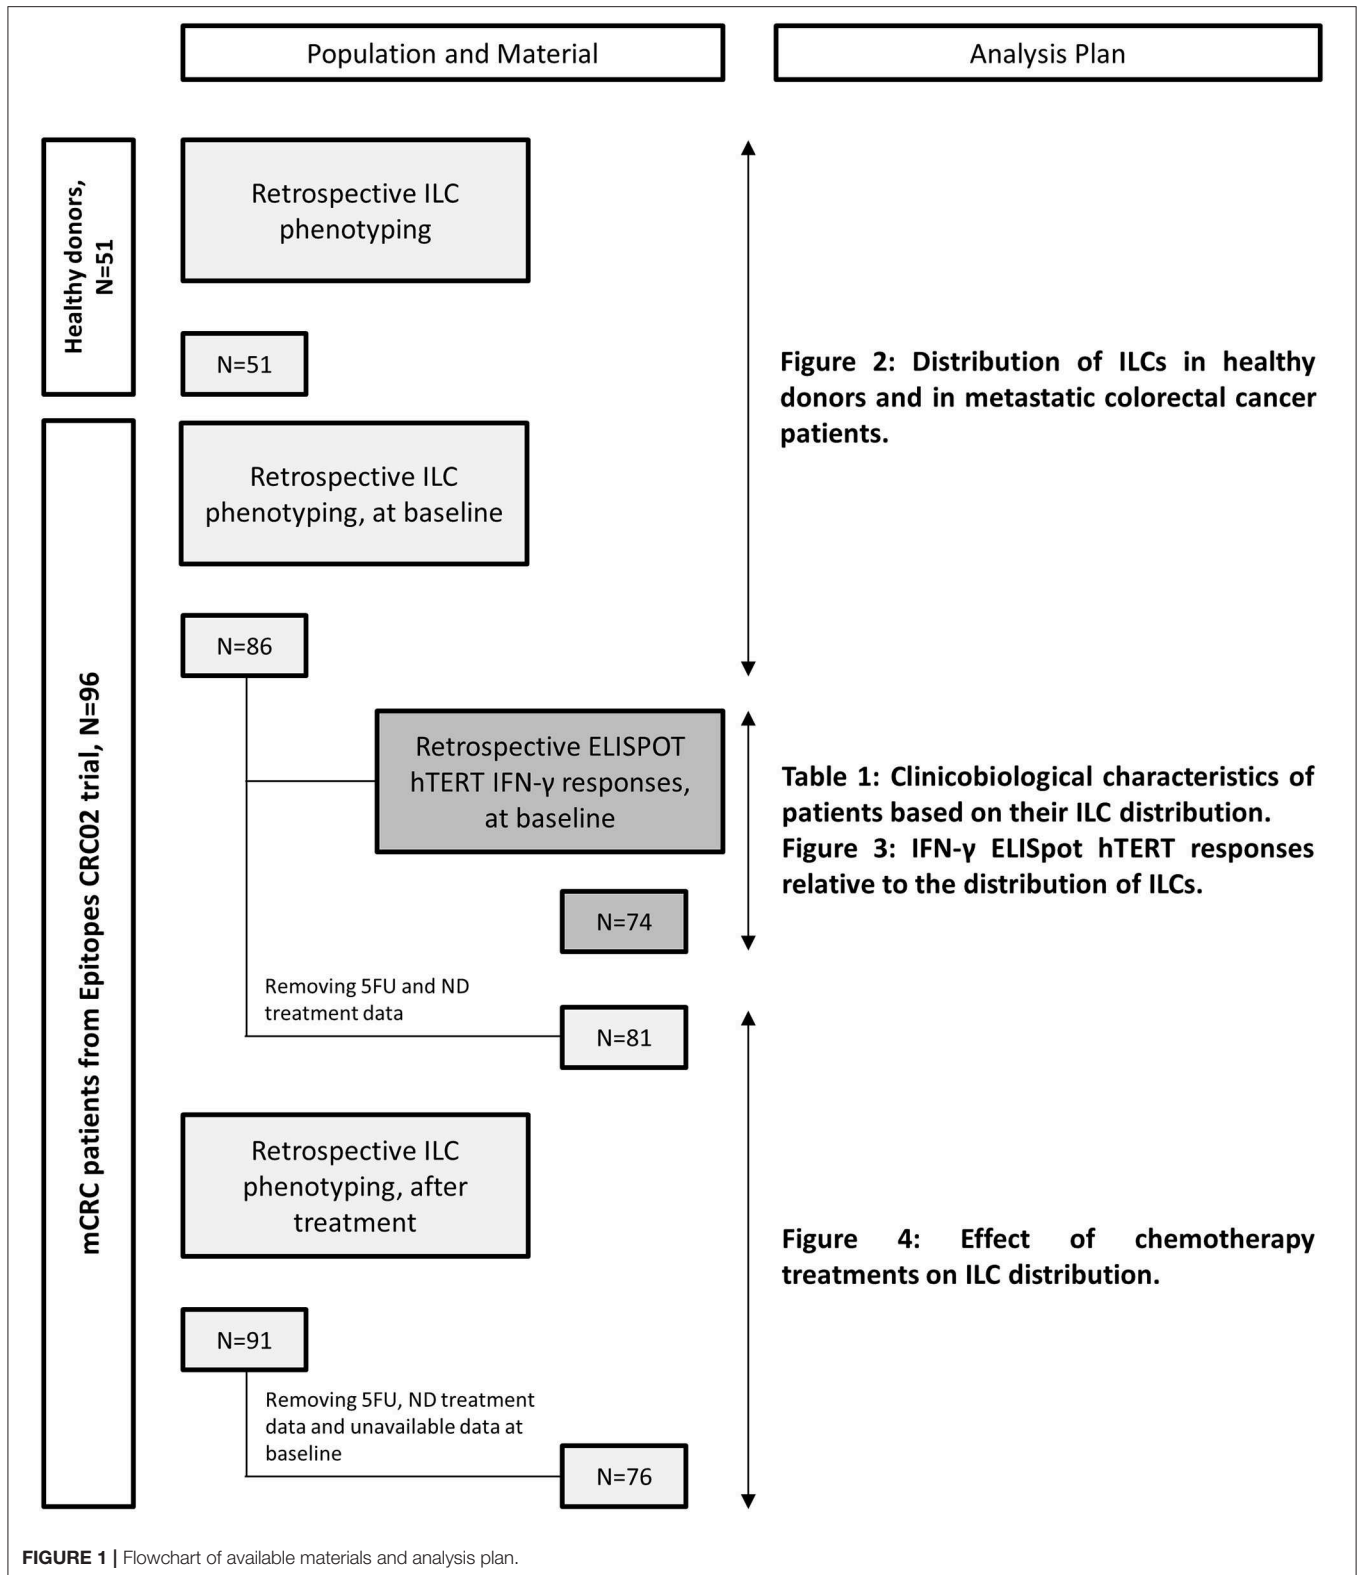 Population and Material
Analysis Plan
Healthy donors,
N=51
Retrospective ILC
phenotyping
N=51
Figure 2: Distribution of ILCs in healthy
donors and in metastatic colorectal cancer
patients.
mCRC patients from Epitopes CRC02 trial, N=96
Retrospective ILC
phenotyping, at baseline
N=86
Retrospective ELISPOT
hTERT IFN-γ responses,
at baseline
N=74
Table 1: Clinicobiological characteristics of
patients based on their ILC distribution.
Figure 3: IFN-γ ELISpot hTERT responses
relative to the distribution of ILCs.
Removing 5FU and ND
treatment data
N=81
Retrospective ILC
phenotyping, after
treatment
Figure 4: Effect of chemotherapy
treatments on ILC distribution.
N=91
Removing 5FU, ND treatment
data and unavailable data at
baseline
N=76
FIGURE 1 | Flowchart of available materials and analysis plan.